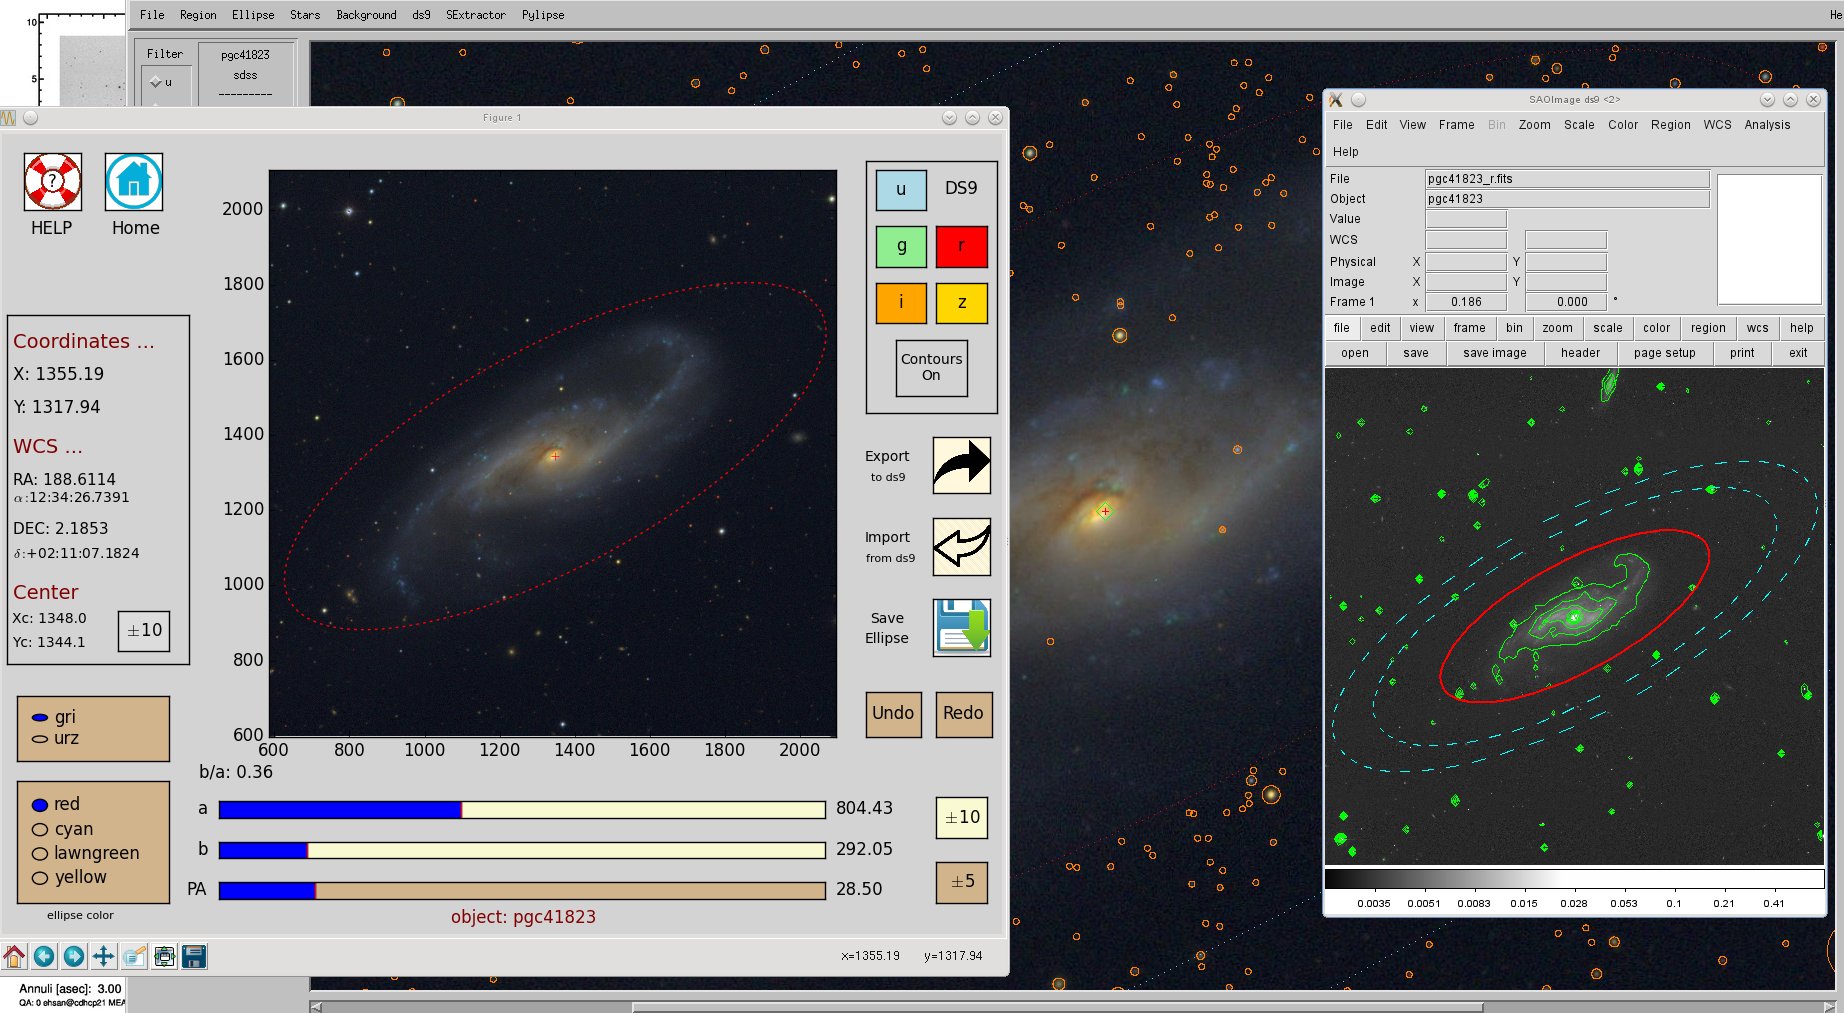 File Region Ellipse Stars Background ds9 SExtractor Pylipse He
10
5
Filter
u
pgc41823
sdss
---------
Figure 1
HELP
Home
Coordinates ...
X: 1355.19
Y: 1317.94
WCS ...
RA: 188.6114
α:12:34:26.7391
DEC: 2.1853
δ:+02:11:07.1824
Center
Xc: 1348.0
Yc: 1344.1
±10
gri
urz
red
cyan
lawngreen
yellow
ellipse color
2000
1800
1600
1400
1200
1000
800
600
600 800 1000 1200 1400 1600 1800 2000
b/a: 0.36
a 804.43
b 292.05
PA 28.50
±10
±5
object: pgc41823
u DS9
g r
i z
Contours
On
Export
to ds9
Import
from ds9
Save
Ellipse
Undo Redo
x=1355.19 y=1317.94
Annuli [asec]: 3.00
QA: 0 ehsan@cdhcp21 MEA
SAOImage ds9 <2>
File Edit View Frame Bin Zoom Scale Color Region WCS Analysis
Help
File pgc41823_r.fits
Object pgc41823
Value
WCS
Physical X Y
Image X Y
Frame 1 x 0.186 0.000 °
file edit view frame bin zoom scale color region wcs help
open save save image header page setup print exit
0.0035 0.0051 0.0083 0.015 0.028 0.053 0.1 0.21 0.41